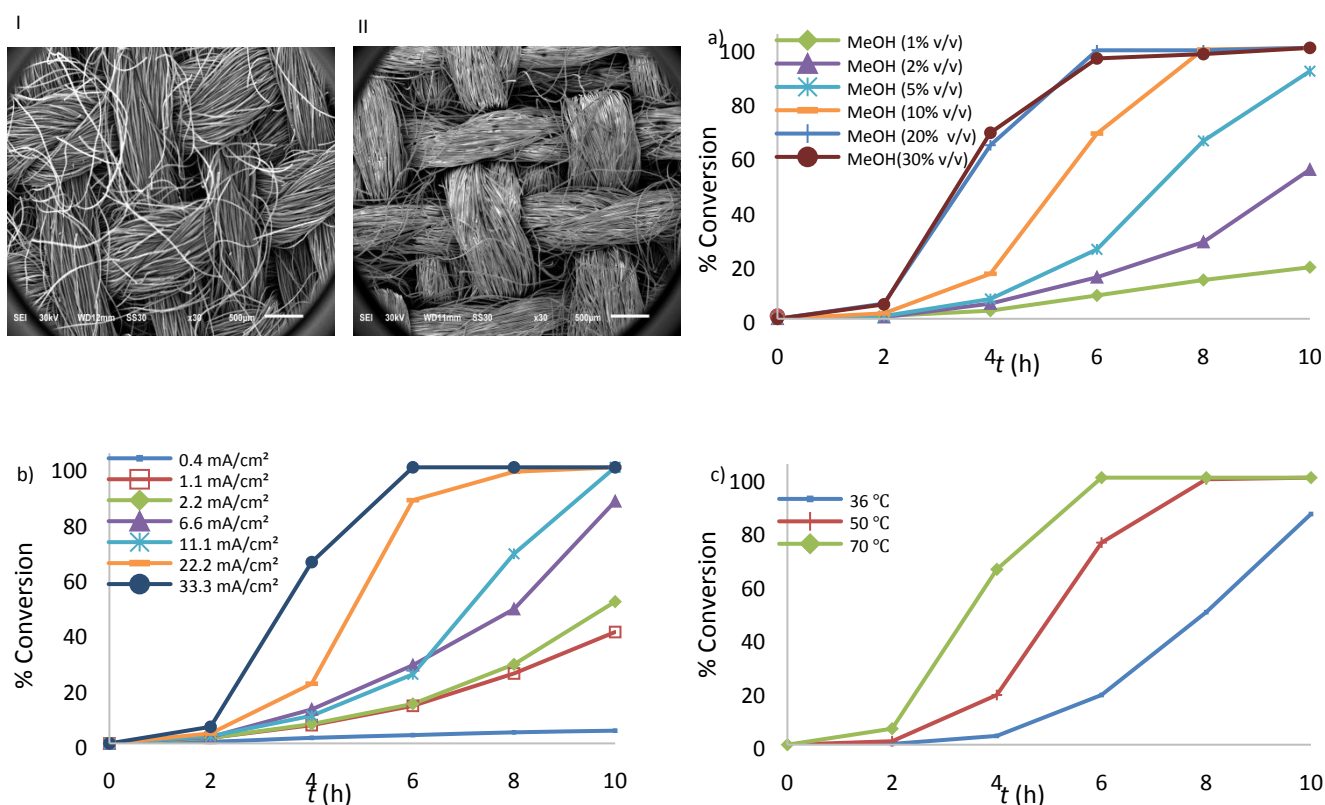 I
II
SEI 30kV WD12mm SS30 x30 500µm
SEI 30kV WD11mm SS30 x30 500µm
a)
MeOH (1% v/v)
MeOH (2% v/v)
MeOH (5% v/v)
MeOH (10% v/v)
MeOH (20% v/v)
MeOH(30% v/v)
% Conversion
100
80
60
40
20
0
0 2 4 6 8 10
t (h)
b)
0.4 mA/cm²
1.1 mA/cm²
2.2 mA/cm²
6.6 mA/cm²
11.1 mA/cm²
22.2 mA/cm²
33.3 mA/cm²
% Conversion
100
80
60
40
20
0
0 2 4 6 8 10
t (h)
c)
36 °C
50 °C
70 °C
% Conversion
100
80
60
40
20
0
0 2 4 6 8 10
t (h)